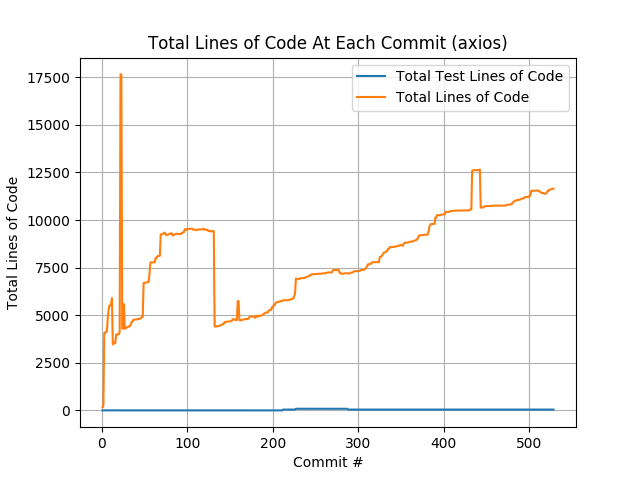 Total Lines of Code At Each Commit (axios)
Total Test Lines of Code
Total Lines of Code
Total Lines of Code
17500
15000
12500
10000
7500
5000
2500
0
0 100 200 300 400 500
Commit #